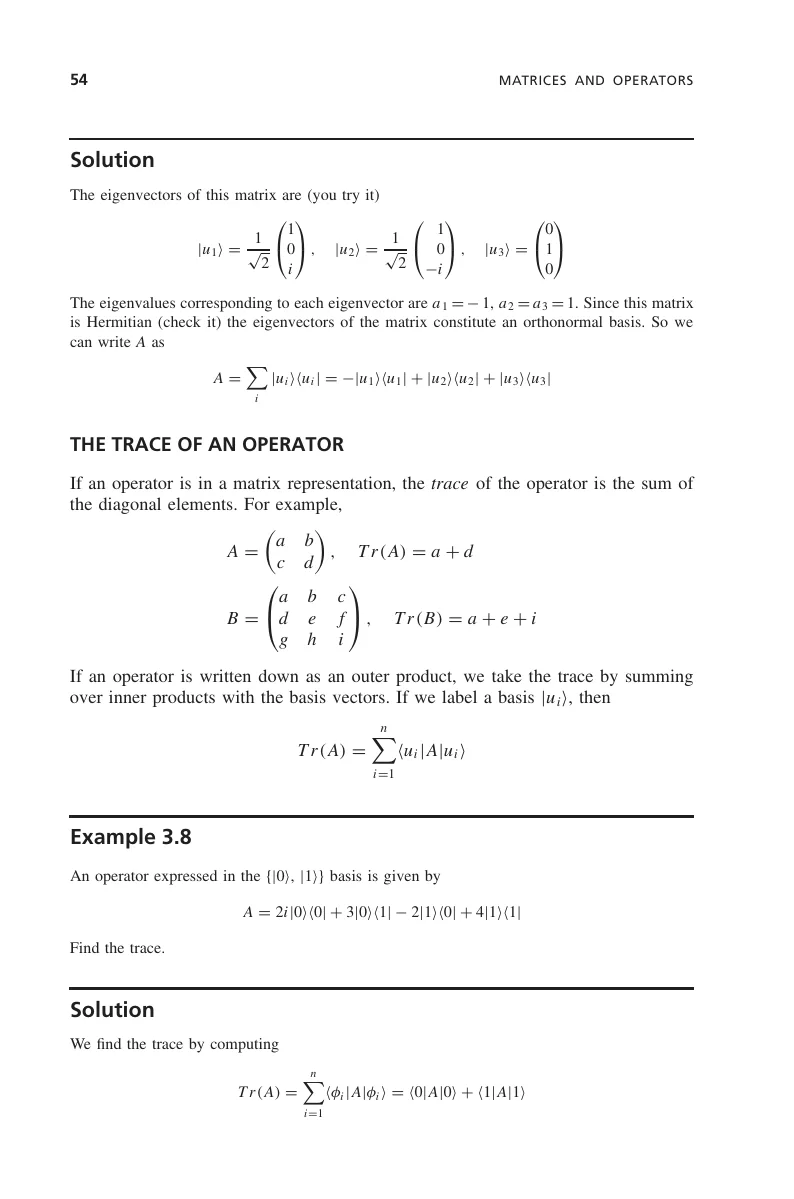 54 MATRICES AND OPERATORS
Solution
The eigenvectors of this matrix are (you try it)
|u₁⟩ = 1/√2 (1 0 i), |u₂⟩ = 1/√2 (1 0 −i), |u₃⟩ = (0 1 0)
The eigenvalues corresponding to each eigenvector are a₁ = − 1, a₂ = a₃ = 1. Since this matrix
is Hermitian (check it) the eigenvectors of the matrix constitute an orthonormal basis. So we
can write A as
A = ∑ᵢ |uᵢ⟩⟨uᵢ| = −|u₁⟩⟨u₁| + |u₂⟩⟨u₂| + |u₃⟩⟨u₃|
THE TRACE OF AN OPERATOR
If an operator is in a matrix representation, the trace of the operator is the sum of
the diagonal elements. For example,
A = (a b c d), Tr(A) = a + d
B = (a b c d e f g h i), Tr(B) = a + e + i
If an operator is written down as an outer product, we take the trace by summing
over inner products with the basis vectors. If we label a basis |uᵢ⟩, then
Tr(A) = ∑ⁿᵢ₌₁ ⟨uᵢ|A|uᵢ⟩
Example 3.8
An operator expressed in the {|0⟩, |1⟩} basis is given by
A = 2i|0⟩⟨0| + 3|0⟩⟨1| − 2|1⟩⟨0| + 4|1⟩⟨1|
Find the trace.
Solution
We find the trace by computing
Tr(A) = ∑ⁿᵢ₌₁ ⟨ϕᵢ|A|ϕᵢ⟩ = ⟨0|A|0⟩ + ⟨1|A|1⟩